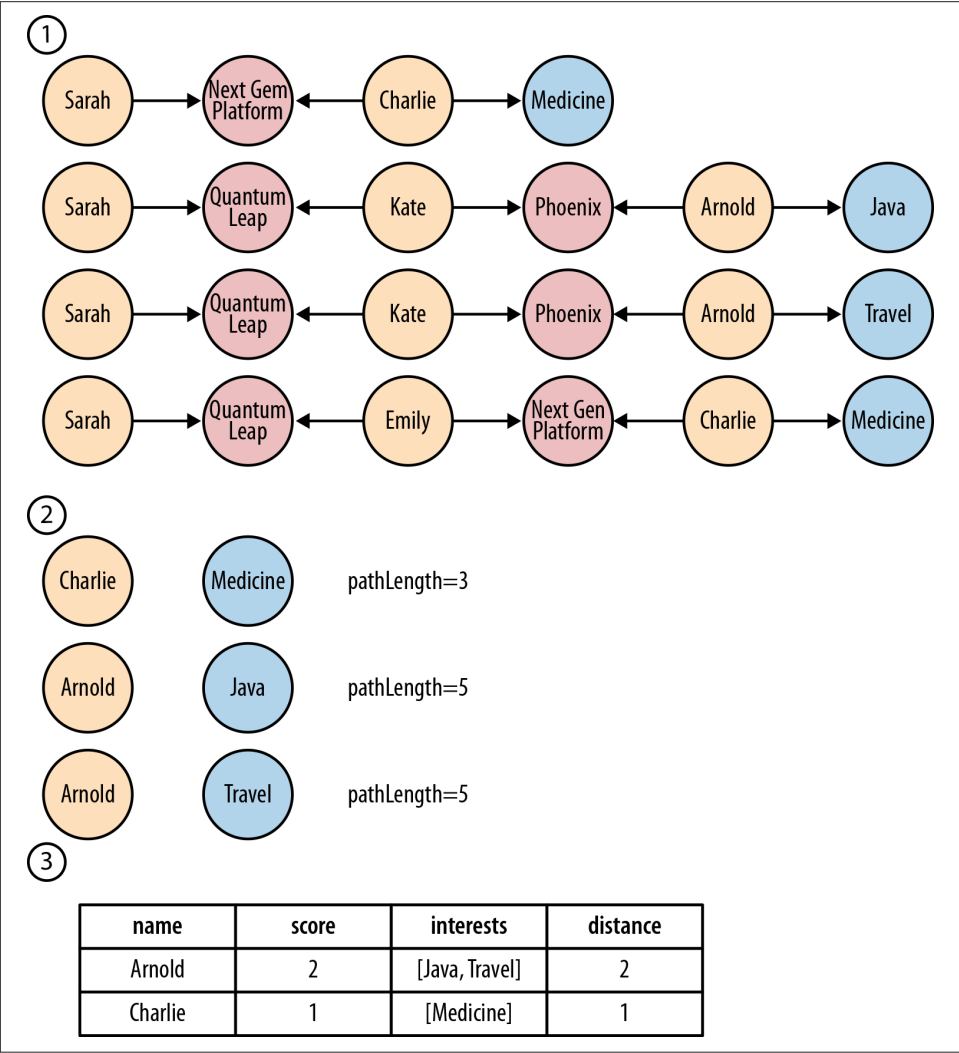 1
Sarah
Next Gem
Platform
Charlie
Medicine
Sarah
Quantum
Leap
Kate
Phoenix
Arnold
Java
Sarah
Quantum
Leap
Kate
Phoenix
Arnold
Travel
Sarah
Quantum
Leap
Emily
Next Gen
Platform
Charlie
Medicine
2
Charlie
Medicine
pathLength=3
Arnold
Java
pathLength=5
Arnold
Travel
pathLength=5
3
name score interests distance
Arnold 2 [Java, Travel] 2
Charlie 1 [Medicine] 1